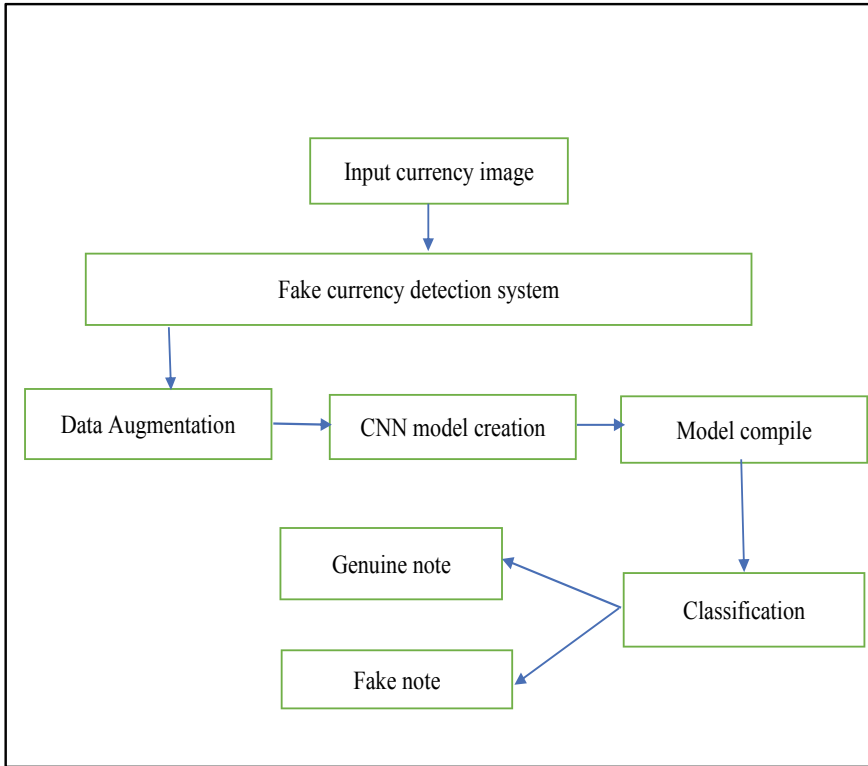 Input currency image
Fake currency detection system
Data Augmentation
CNN model creation
Model compile
Genuine note
Classification
Fake note